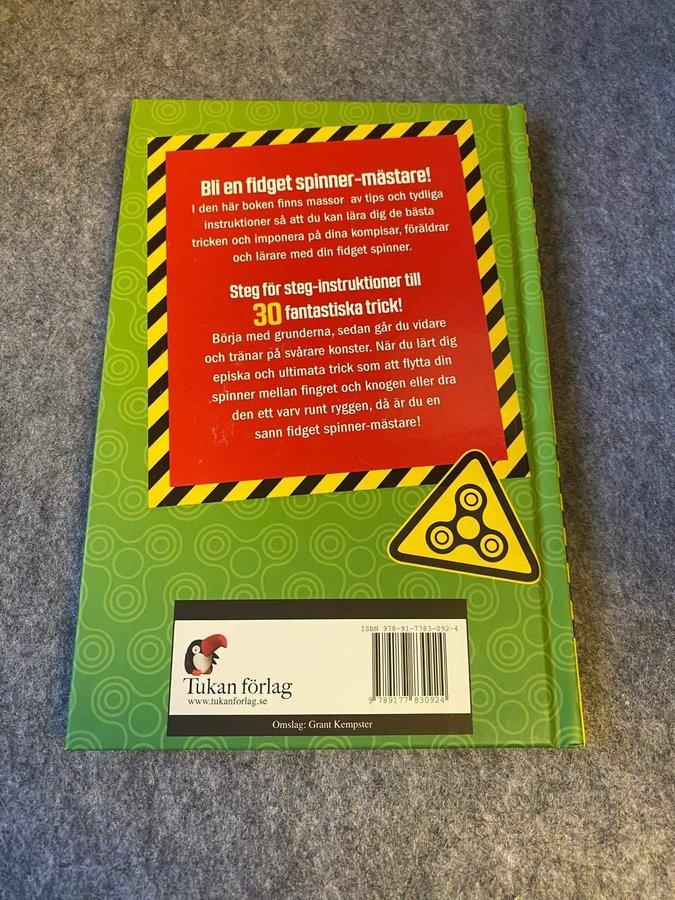 Bli en fidget spinner-mästare!
I den här boken finns massor av tips och tydliga
instruktioner så att du kan lära dig de bästa
tricken och imponera på dina kompisar, föräldrar
och lärare med din fidget spinner.
Steg för steg-instruktioner till
30 fantastiska trick!
Börja med grunderna, sedan går du vidare
och tränar på svårare konster. När du lärt dig
episka och ultimata trick som att flytta din
spinner mellan fingret och knogen eller dra
den ett varv runt ryggen, då är du en
sann fidget spinner-mästare!
ISBN 978-91-7783-092-4
Tukan förlag
www.tukanforlag.se
9 789177 830924
Omslag: Grant Kempster